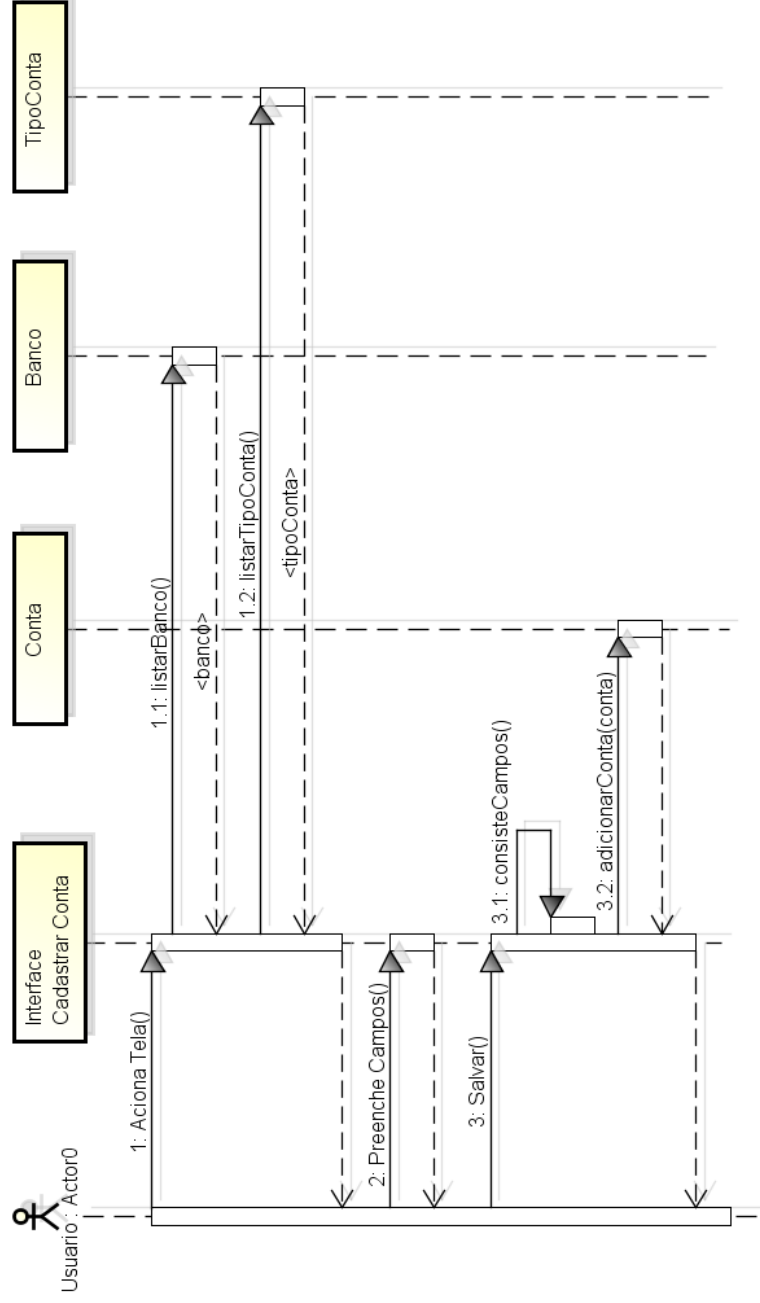 Usuario : Actor0
Interface
Cadastrar Conta
Conta
Banco
TipoConta
1: Aciona Tela()
1.1: listarBanco()
<banco>
1.2: listarTipoConta()
<tipoConta>
2: Preenche Campos()
3: Salvar()
3.1: consisteCampos()
3.2: adicionarConta(conta)